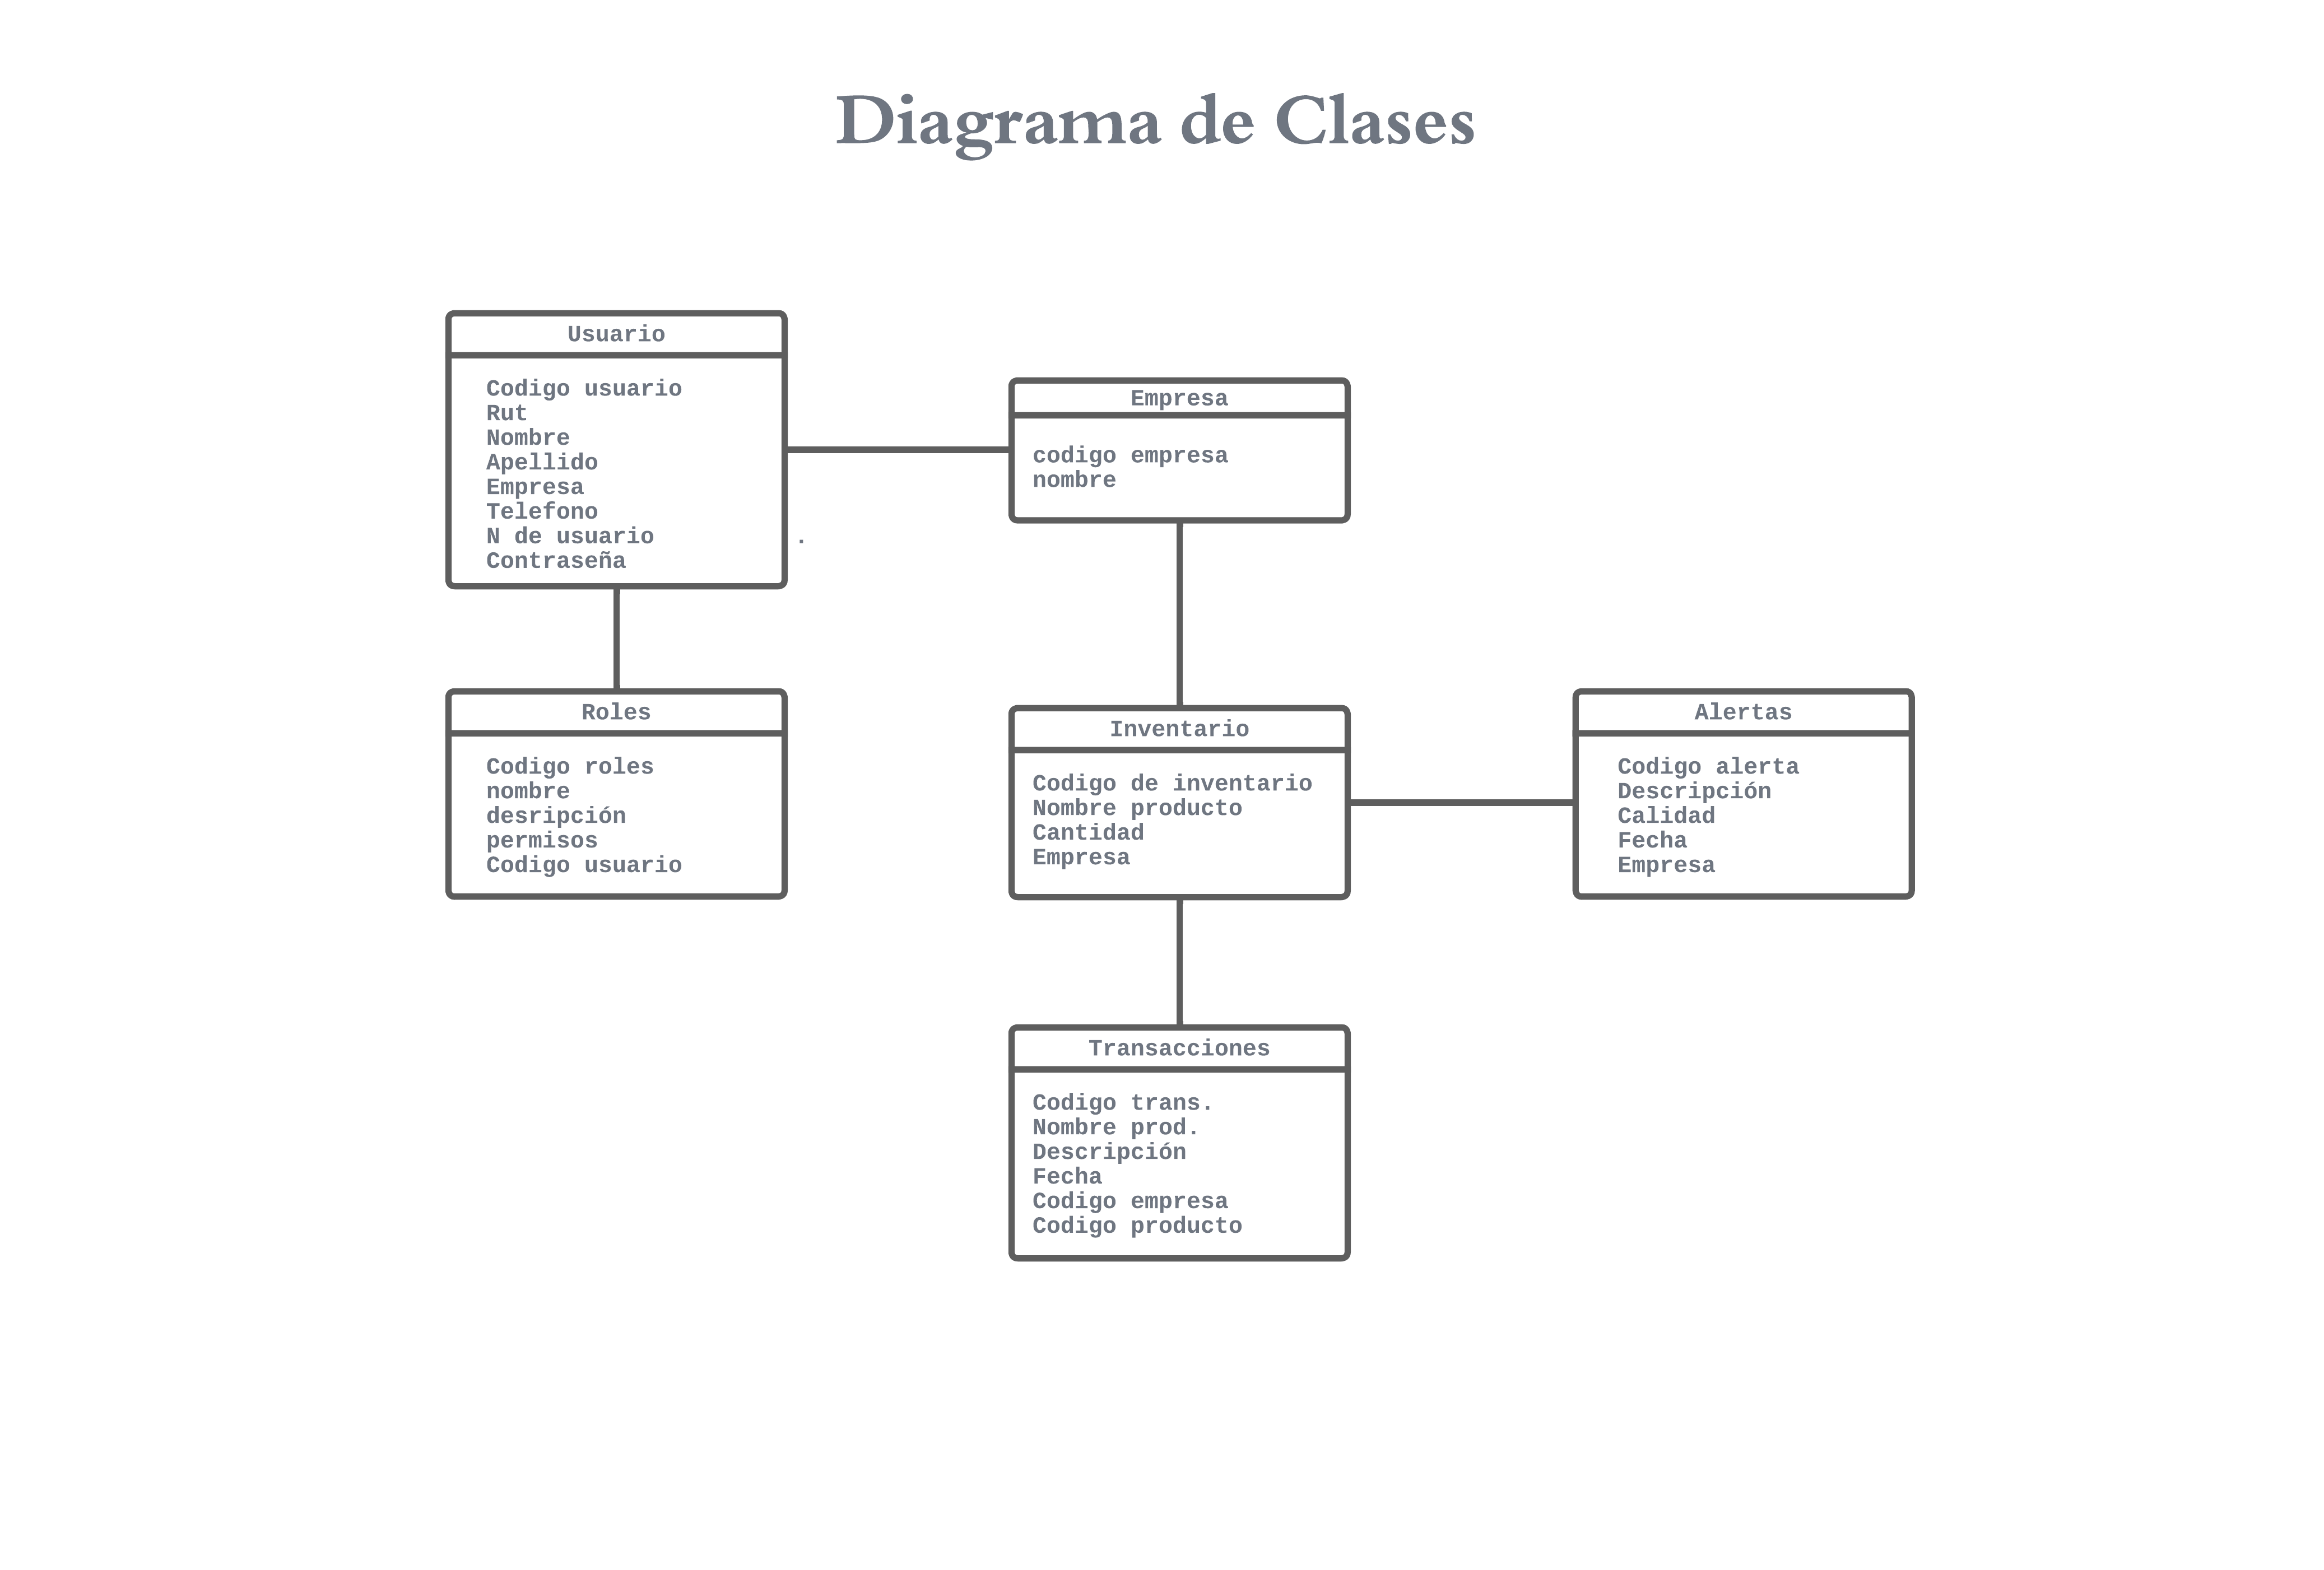 Diagrama de Clases
Usuario
Codigo usuario
Rut
Nombre
Apellido
Empresa
Telefono
N de usuario .
Contraseña
Empresa
codigo empresa
nombre
Roles
Codigo roles
nombre
desripción
permisos
Codigo usuario
Inventario
Codigo de inventario
Nombre producto
Cantidad
Empresa
Alertas
Codigo alerta
Descripción
Calidad
Fecha
Empresa
Transacciones
Codigo trans.
Nombre prod.
Descripción
Fecha
Codigo empresa
Codigo producto